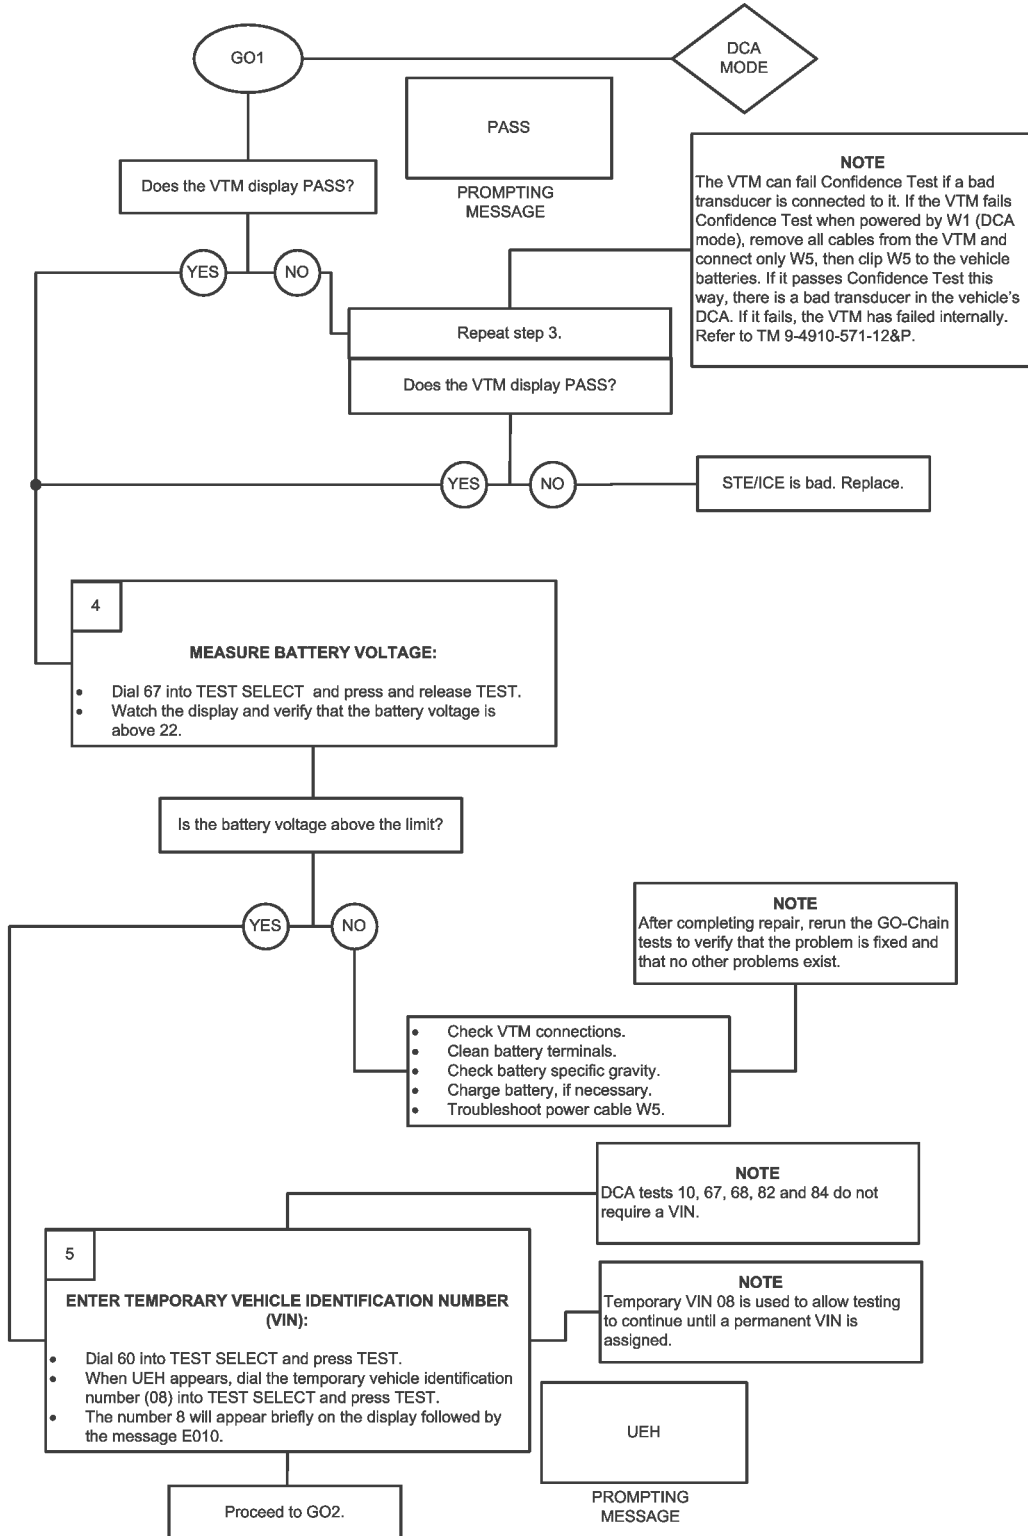 GO1
DCA
MODE
PASS
PROMPTING
MESSAGE
Does the VTM display PASS?
NOTE
The VTM can fail Confidence Test if a bad
transducer is connected to it. If the VTM fails
Confidence Test when powered by W1 (DCA
mode), remove all cables from the VTM and
connect only W5, then clip W5 to the vehicle
batteries. If it passes Confidence Test this
way, there is a bad transducer in the vehicle's
DCA. If it fails, the VTM has failed internally.
Refer to TM 9-4910-571-12&P.
YES
NO
Repeat step 3.
Does the VTM display PASS?
YES
NO
STE/ICE is bad. Replace.
4
MEASURE BATTERY VOLTAGE:
• Dial 67 into TEST SELECT and press and release TEST.
• Watch the display and verify that the battery voltage is
above 22.
Is the battery voltage above the limit?
YES
NO
NOTE
After completing repair, rerun the GO-Chain
tests to verify that the problem is fixed and
that no other problems exist.
• Check VTM connections.
• Clean battery terminals.
• Check battery specific gravity.
• Charge battery, if necessary.
• Troubleshoot power cable W5.
NOTE
DCA tests 10, 67, 68, 82 and 84 do not
require a VIN.
5
ENTER TEMPORARY VEHICLE IDENTIFICATION NUMBER
(VIN):
• Dial 60 into TEST SELECT and press TEST.
• When UEH appears, dial the temporary vehicle identification
number (08) into TEST SELECT and press TEST.
• The number 8 will appear briefly on the display followed by
the message E010.
NOTE
Temporary VIN 08 is used to allow testing
to continue until a permanent VIN is
assigned.
UEH
PROMPTING
MESSAGE
Proceed to GO2.